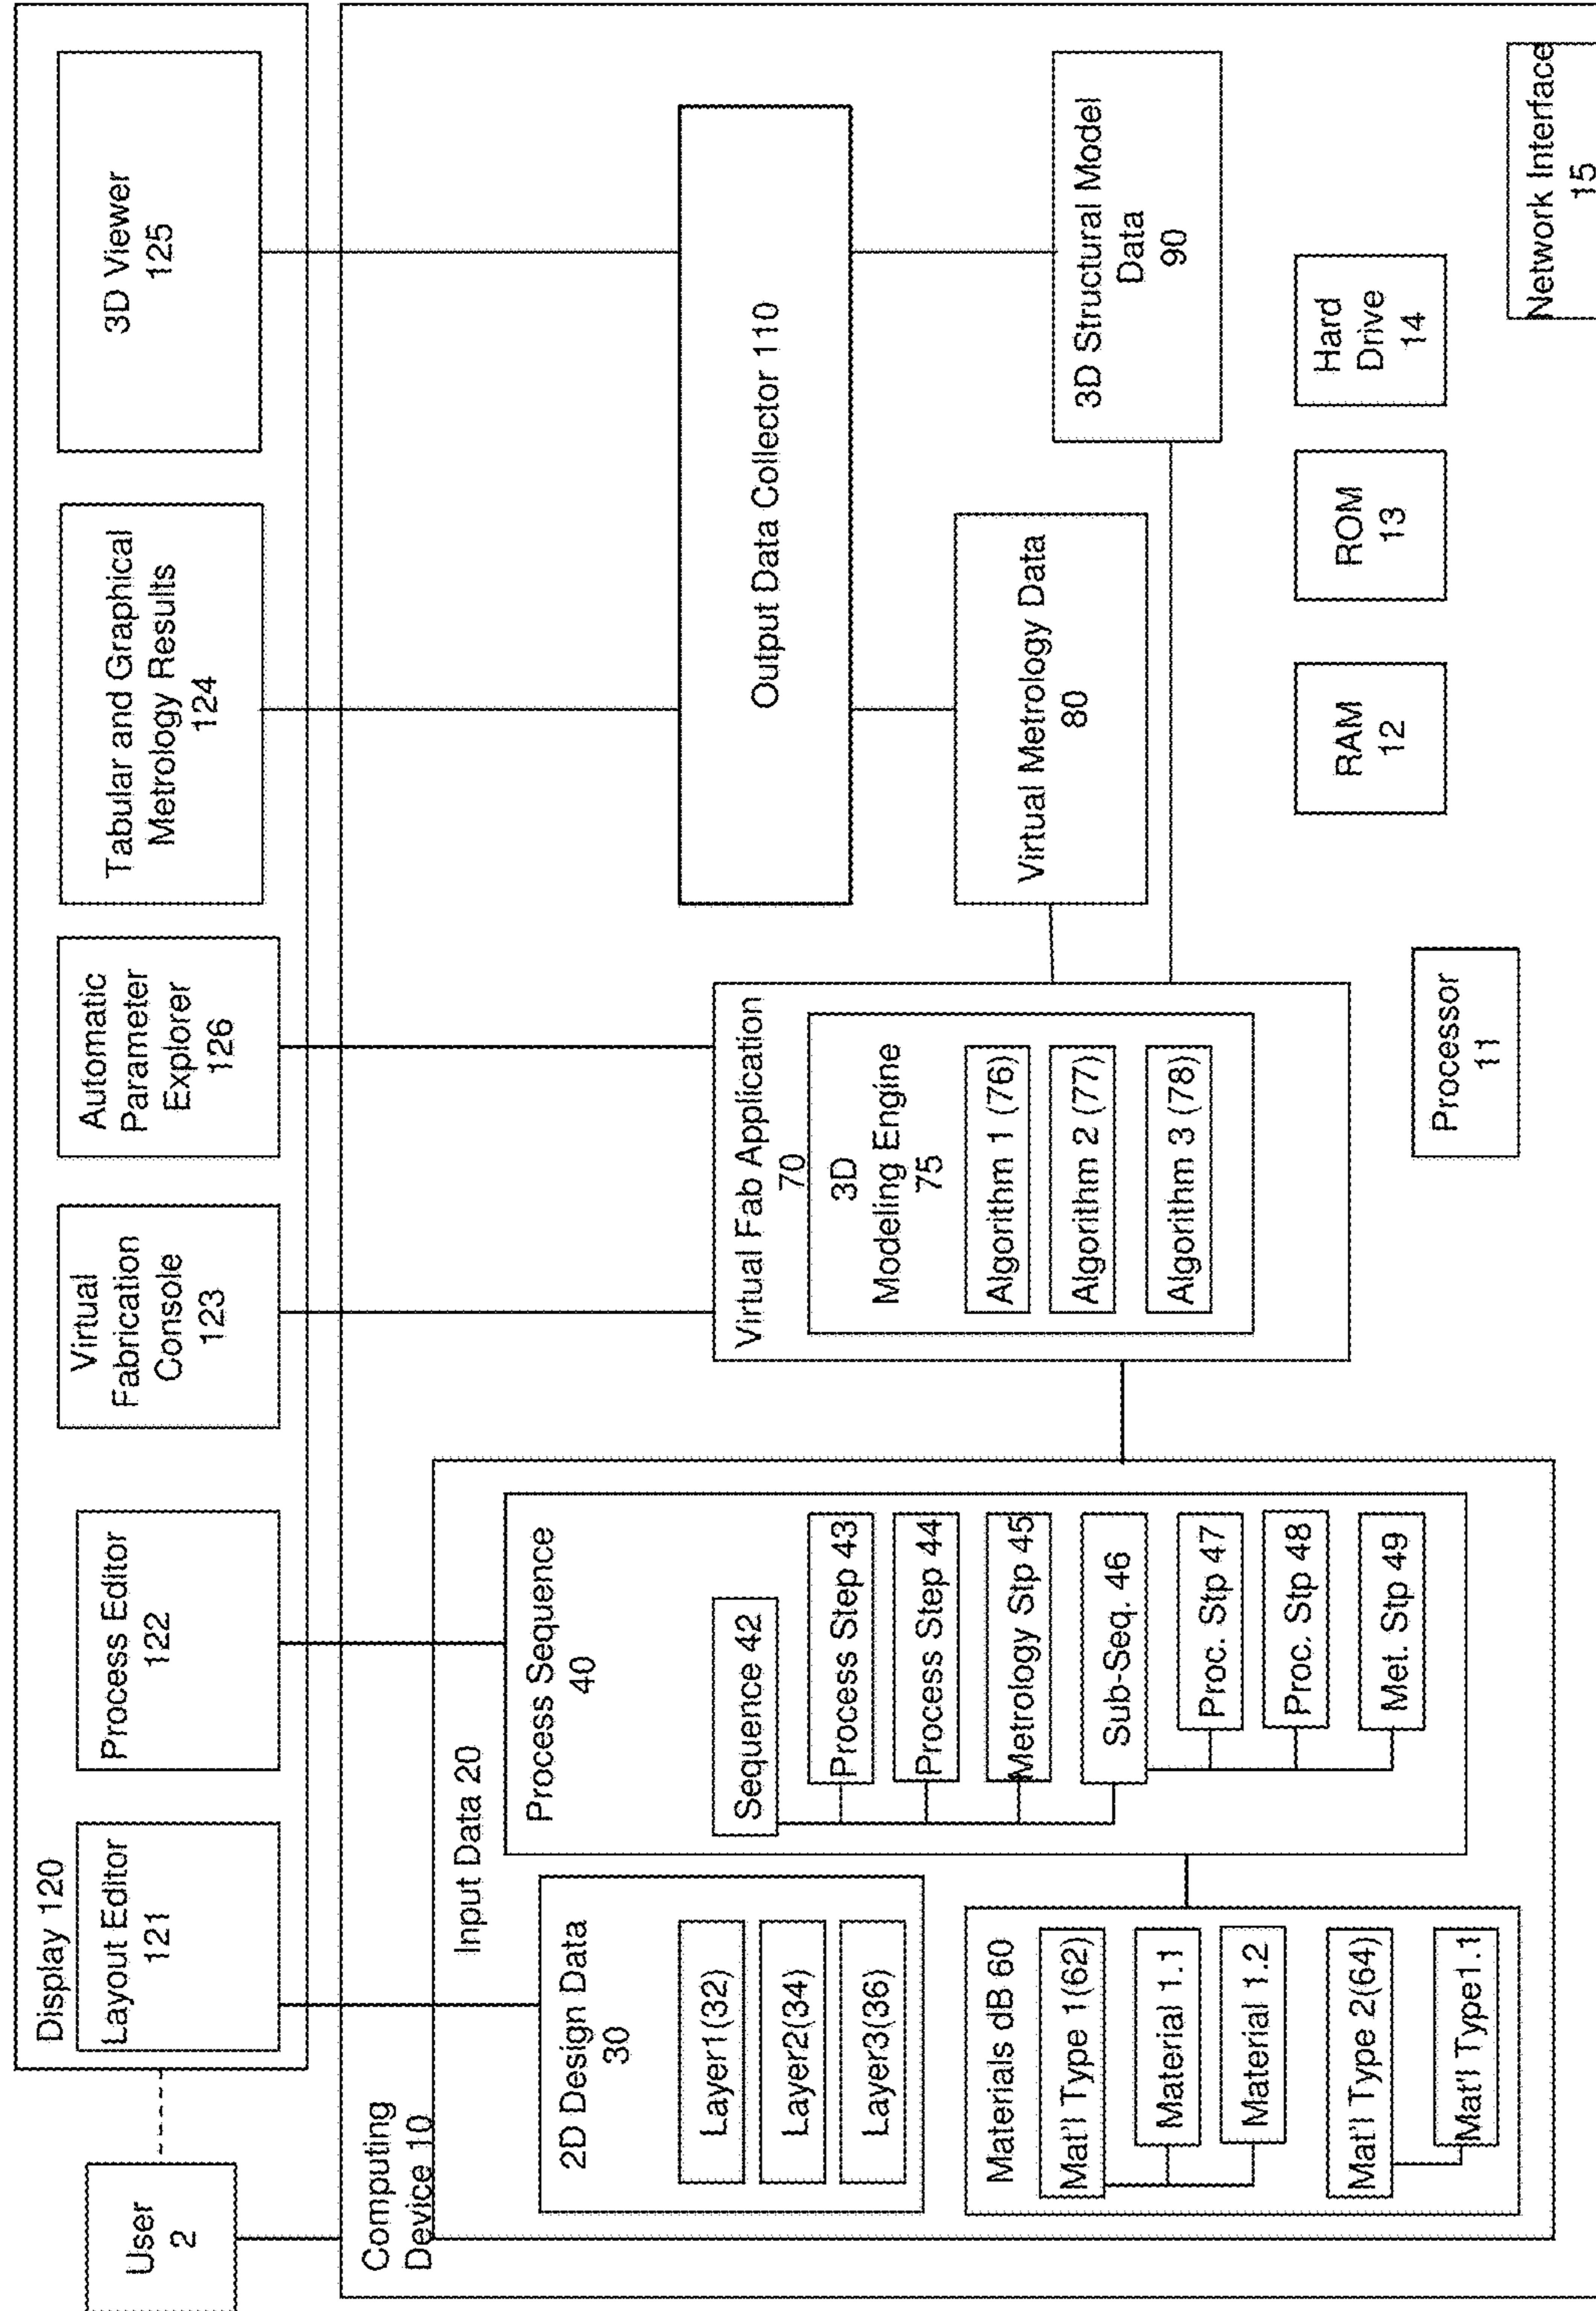 User
2
Display 120
Layout Editor
121
Process Editor
122
Virtual
Fabrication
Console
123
Automatic
Parameter
Explorer
126
Tabular and Graphical
Metrology Results
124
3D Viewer
125
Computing
Device 10
Input Data 20
2D Design Data
30
Layer1(32)
Layer2(34)
Layer3(36)
Materials dB 60
Mat'l Type 1(62)
Material 1.1
Material 1.2
Mat'l Type 2(64)
Mat'l Type1.1
Process Sequence
40
Sequence 42
Process Step 43
Process Step 44
Metrology Stp 45
Sub-Seq. 46
Proc. Stp 47
Proc. Stp 48
Met. Stp 49
Virtual Fab Application
70
3D
Modeling Engine
75
Algorithm 1 (76)
Algorithm 2 (77)
Algorithm 3 (78)
Output Data Collector 110
Virtual Metrology Data
80
3D Structural Model
Data
90
Processor
11
RAM
12
ROM
13
Hard
Drive
14
Network Interface
15